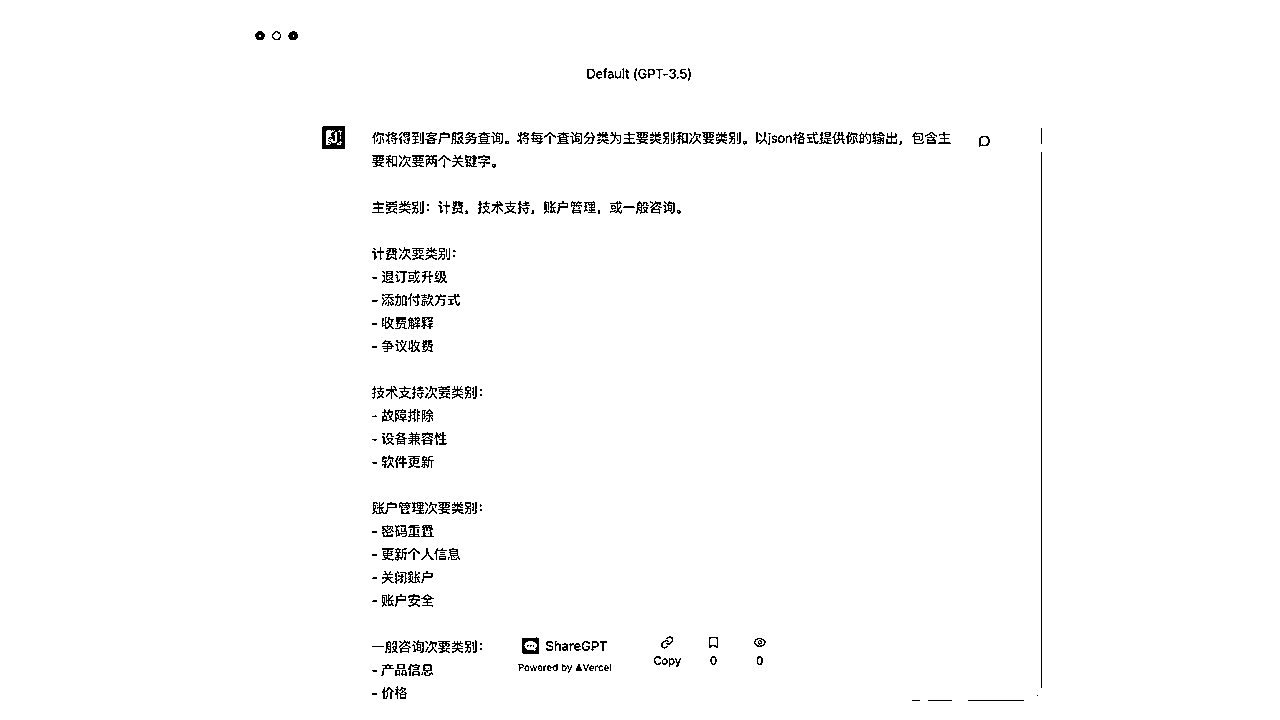 Default (GPT-3.5)
你将得到客户服务查询。将每个查询分类为主要类别和次要类别。以json格式提供你的输出，包含主
要和次要两个关键字。
主要类别：计费，技术支持，账户管理，或一般咨询。
计费次要类别：
- 退订或升级
- 添加付款方式
- 收费解释
- 争议收费
技术支持次要类别：
- 故障排除
- 设备兼容性
- 软件更新
账户管理次要类别：
- 密码重置
- 更新个人信息
- 关闭账户
- 账户安全
一般咨询次要类别：
- 产品信息
- 价格
ShareGPT
Powered by ▲Vercel
Copy
0
0